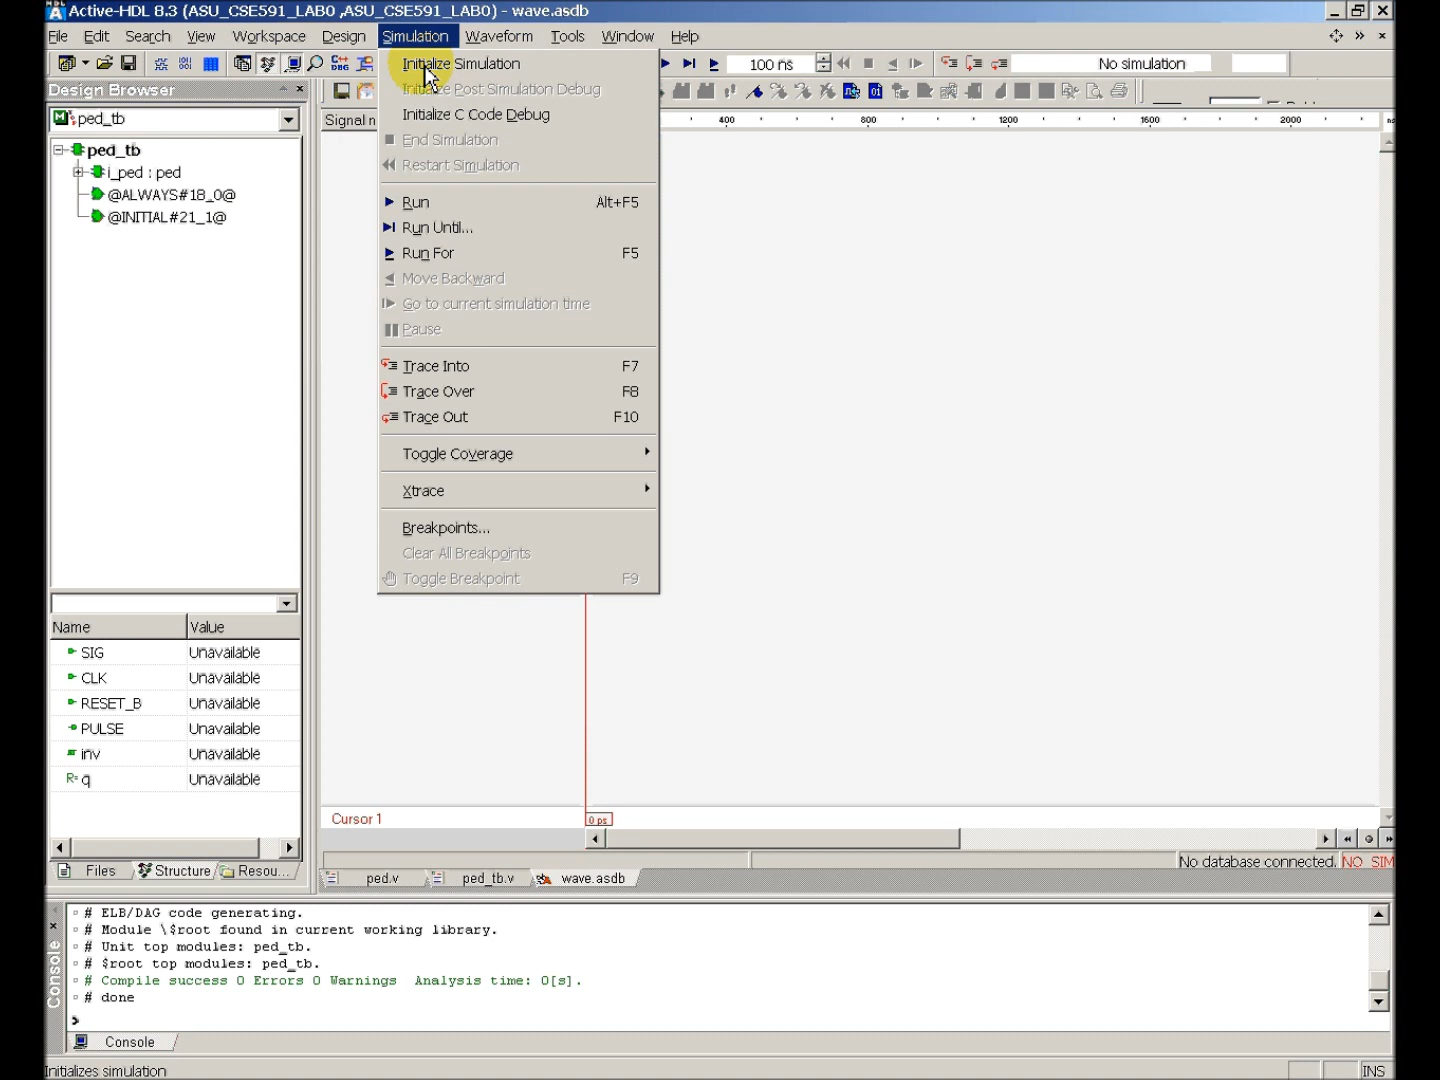 Active-HDL 8.3 (ASU_CSE591_LAB0 ,ASU_CSE591_LAB0) - wave.asdb
File Edit Search View Workspace Design Simulation Waveform Tools Window Help
100 ns No simulation
Design Browser
ped_tb
Signal n
400 800 1200 1600 2000 ns
ped_tb
i_ped : ped
@ALWAYS#18_0@
@INITIAL#21_1@
Initialize Simulation
Initialize Post Simulation Debug
Initialize C Code Debug
End Simulation
Restart Simulation
Run Alt+F5
Run Until...
Run For F5
Move Backward
Go to current simulation time
Pause
Trace Into F7
Trace Over F8
Trace Out F10
Toggle Coverage
Xtrace
Breakpoints...
Clear All Breakpoints
Toggle Breakpoint F9
Name Value
SIG Unavailable
CLK Unavailable
RESET_B Unavailable
PULSE Unavailable
inv Unavailable
q Unavailable
Cursor 1 0 ps
Files Structure Resou...
No database connected. NO SIM
ped.v ped_tb.v wave.asdb
# ELB/DAG code generating.
# Module \$root found in current working library.
# Unit top modules: ped_tb.
# $root top modules: ped_tb.
# Compile success 0 Errors 0 Warnings Analysis time: 0[s].
# done
>
Console
Console
Initializes simulation INS